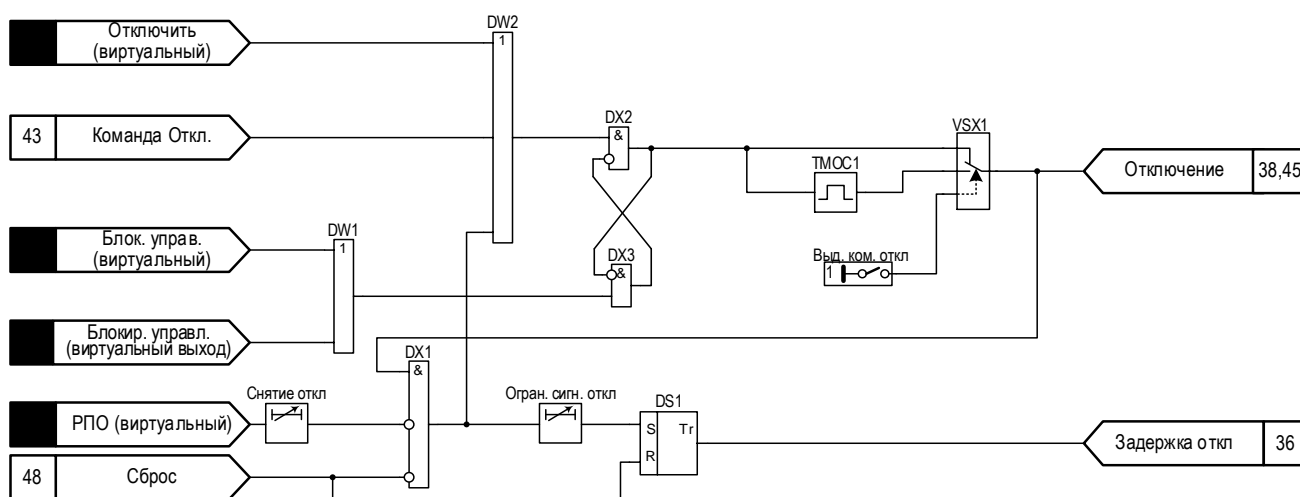 Отключить
(виртуальный)
DW2
1
43
Команда Откл.
DX2
&
VSX1
TMOC1
Отключение
38,45
Блок. управ.
(виртуальный)
DW1
1
DX3
&
Выд. ком. откл
1
Блокир. управл.
(виртуальный выход)
DX1
&
Снятие откл
Огран. сигн. откл
DS1
РПО (виртуальный)
S
Tr
R
Задержка откл
36
48
Сброс